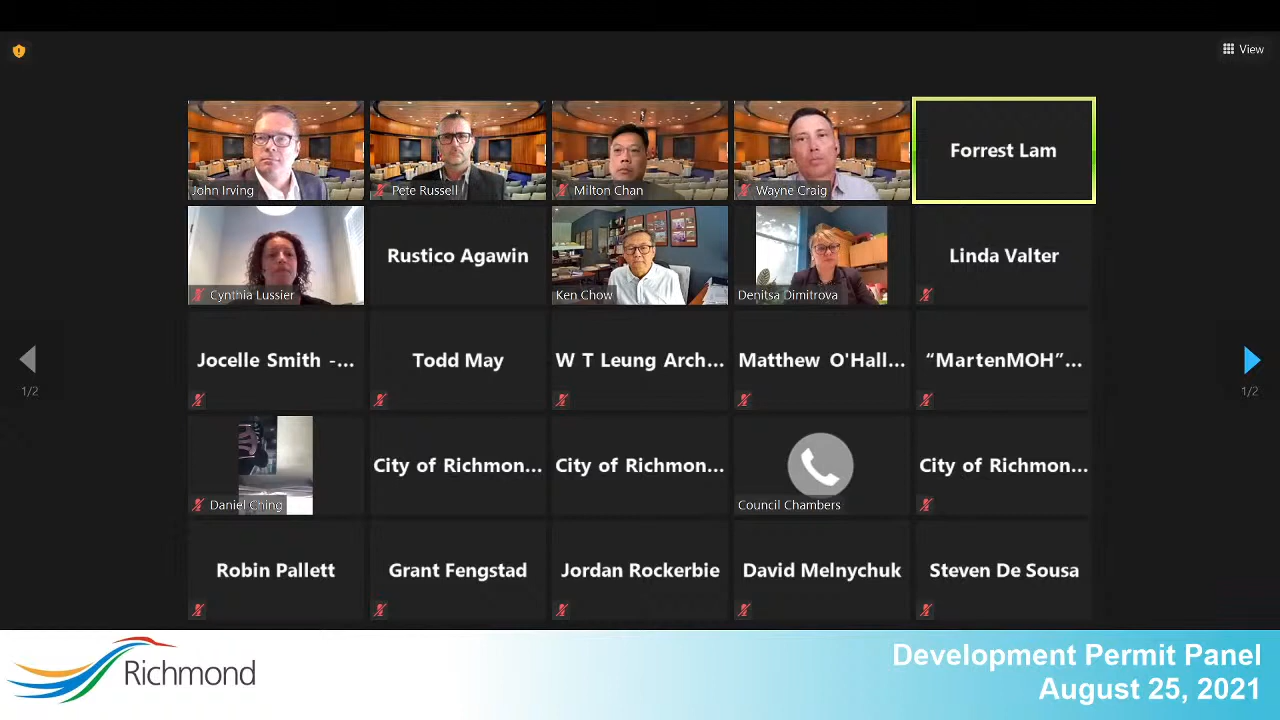 View
John Irving
Pete Russell
Milton Chan
Wayne Craig
Forrest Lam
Cynthia Lussier
Rustico Agawin
Ken Chow
Denitsa Dimitrova
Linda Valter
Jocelle Smith -...
Todd May
W T Leung Arch...
Matthew O'Hall...
“MartenMOH”...
1/2
1/2
Daniel Ching
City of Richmon...
City of Richmon...
Council Chambers
City of Richmon...
Robin Pallett
Grant Fengstad
Jordan Rockerbie
David Melnychuk
Steven De Sousa
Richmond
Development Permit Panel
August 25, 2021